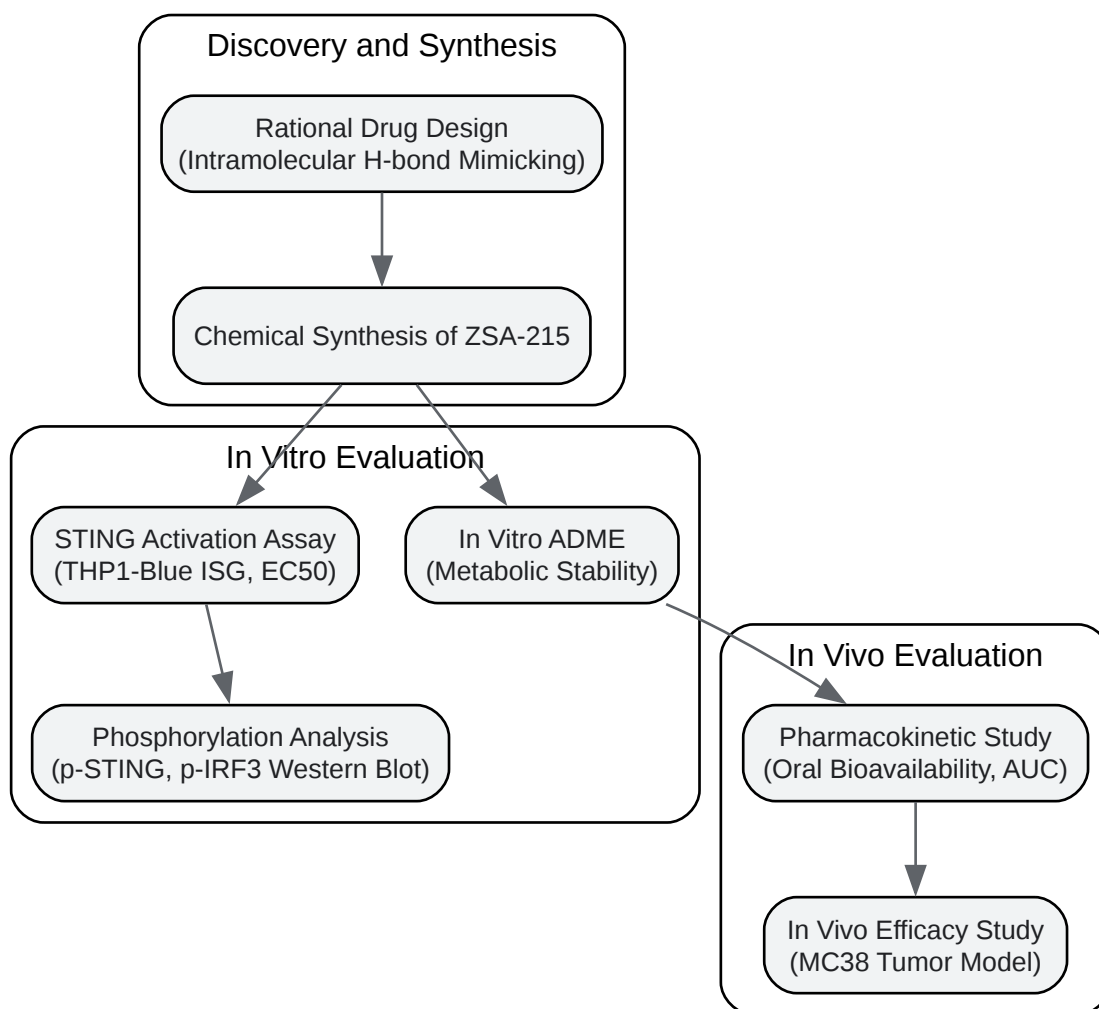 Discovery and Synthesis
Rational Drug Design
(Intramolecular H-bond Mimicking)
Chemical Synthesis of ZSA-215
In Vitro Evaluation
STING Activation Assay
(THP1-Blue ISG, EC50)
In Vitro ADME
(Metabolic Stability)
Phosphorylation Analysis
(p-STING, p-IRF3 Western Blot)
In Vivo Evaluation
Pharmacokinetic Study
(Oral Bioavailability, AUC)
In Vivo Efficacy Study
(MC38 Tumor Model)